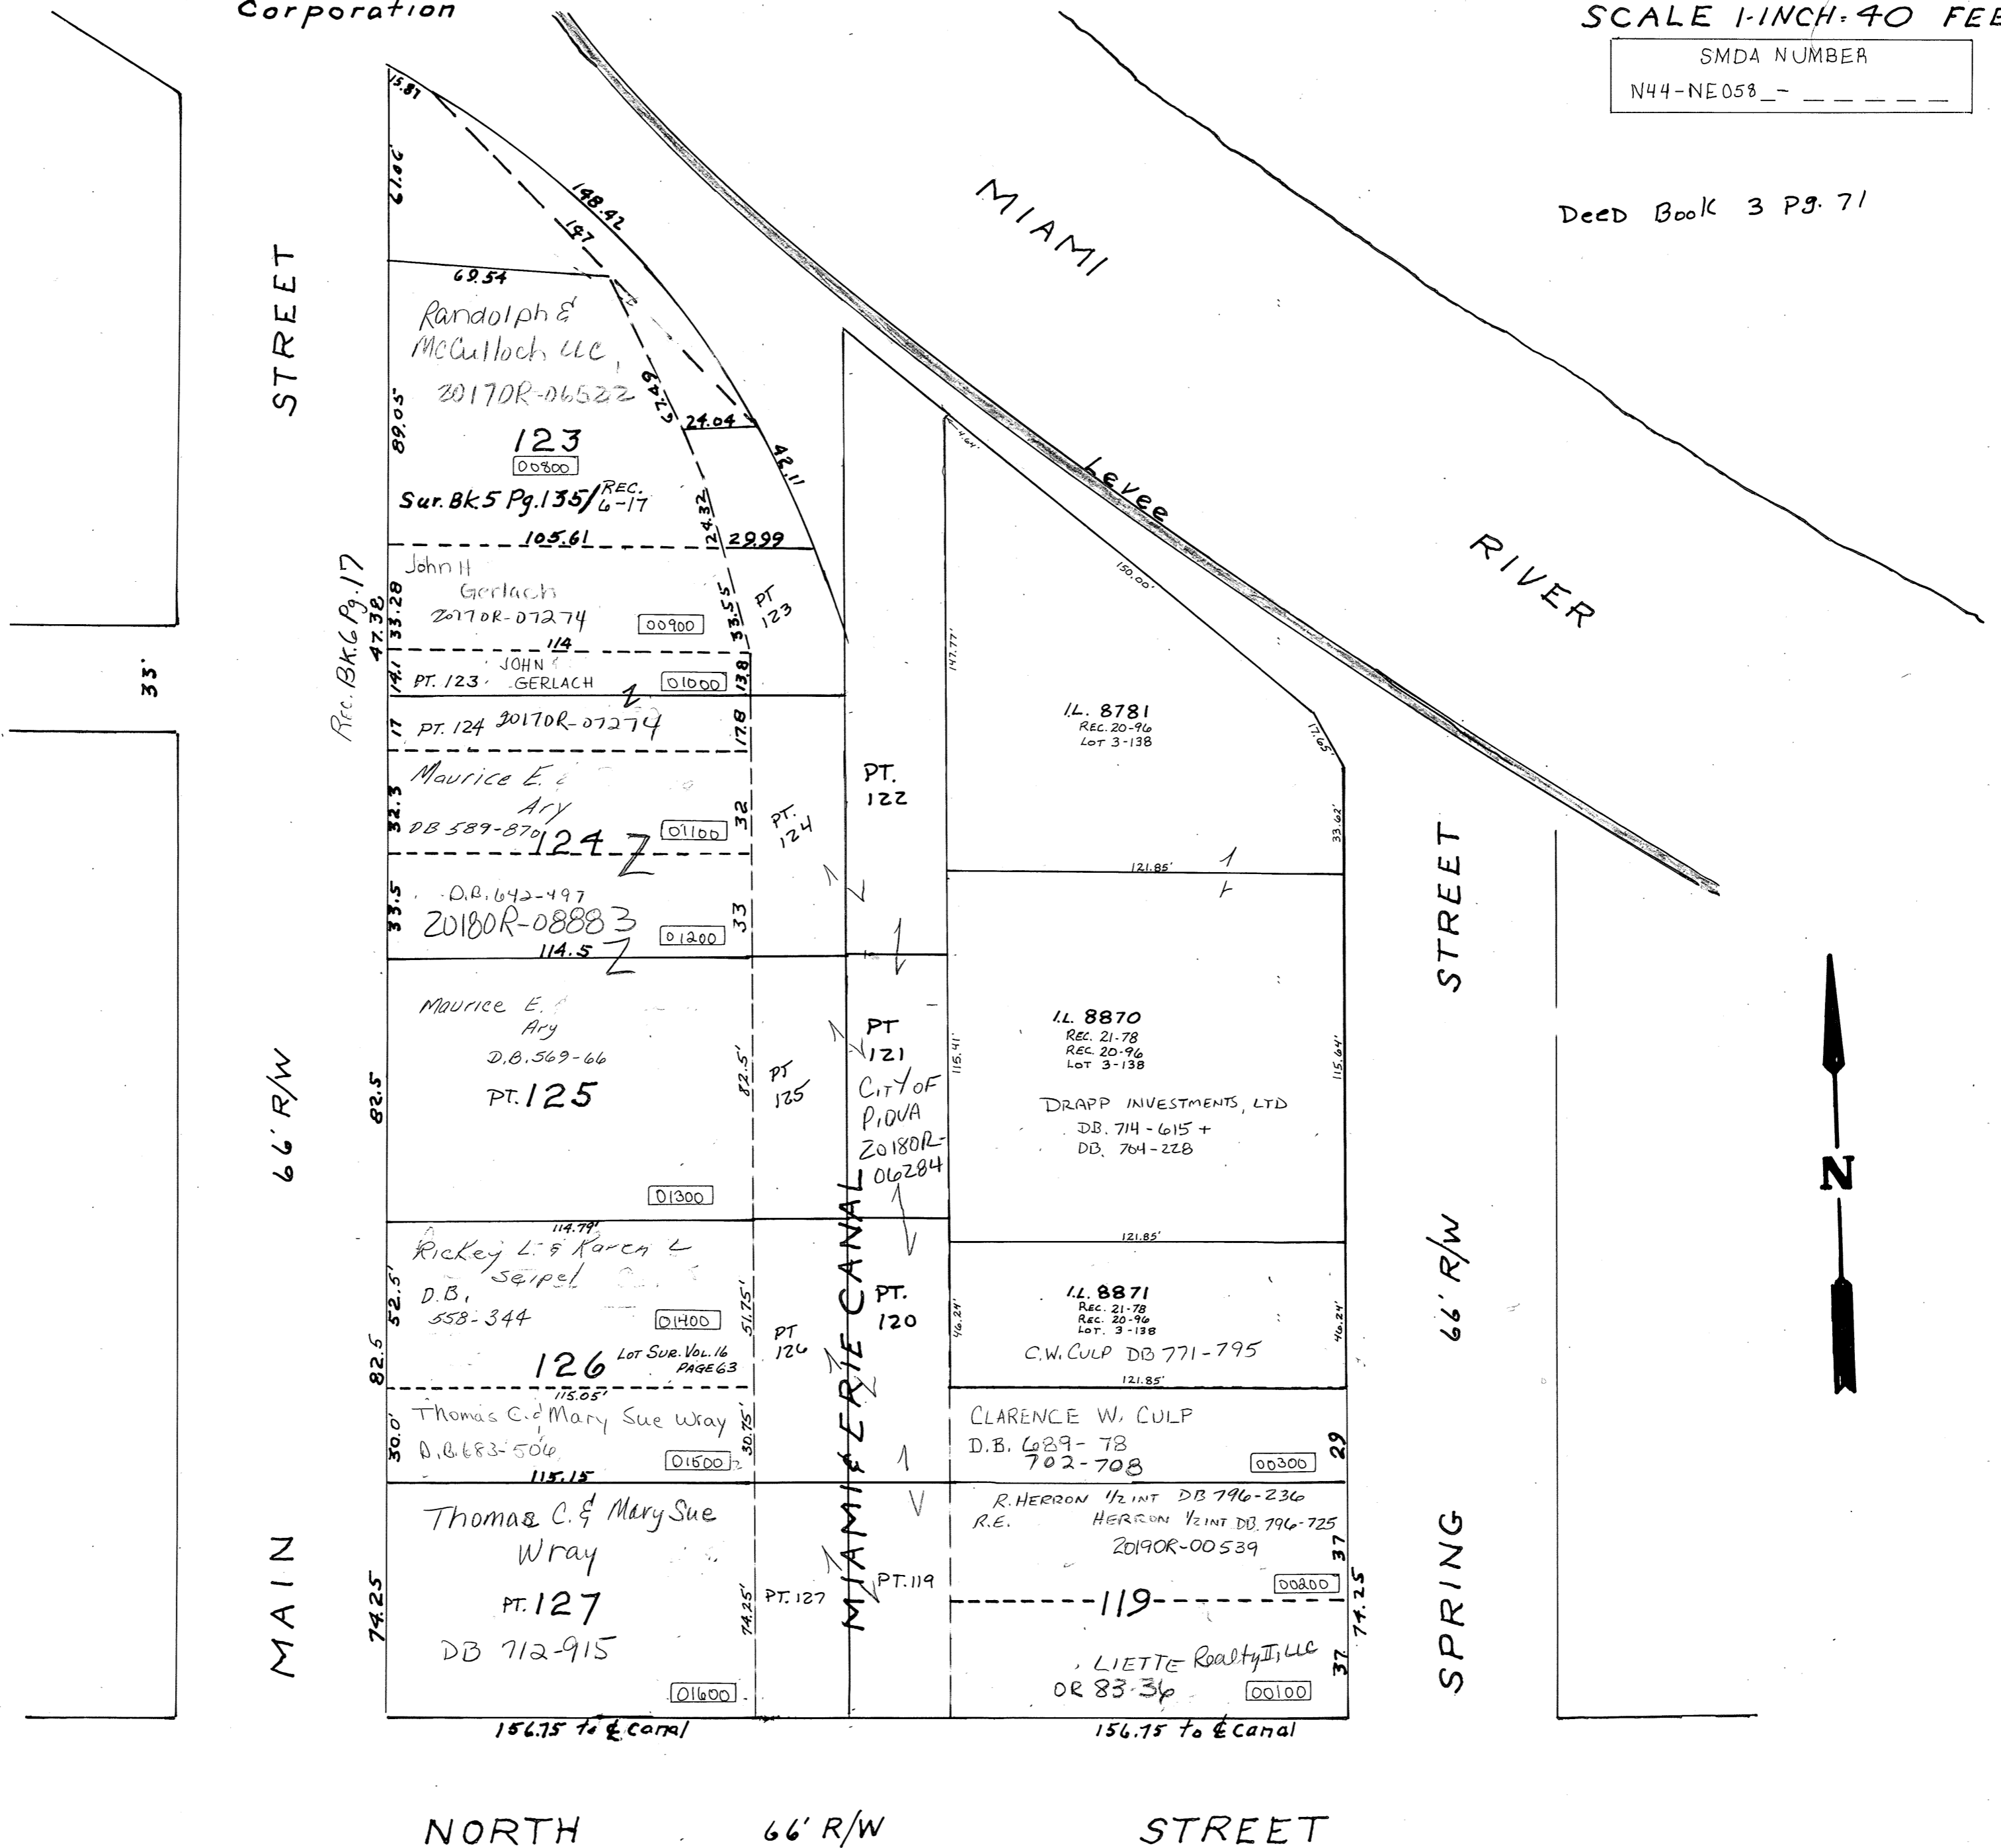 Corporation
SCALE 1-INCH=40 FEE
SMDA NUMBER
N44-NE058_-_ _ _ _ _
Deed Book 3 Pg. 71
MIAMI
RIVER
Levee
STREET
15.87
61.06
148.42
147
69.54
Randolph &
McCulloch LLC
20170R-06522
89.05
67.49
24.04
123
00800
42.11
Sur. Bk. 5 Pg. 135/REC. 6-17
24.32
105.61
29.99
4.64'
150.00'
Rec. Bk. 6 Pg. 17
47.38
33.28
John H
Gerlach
20170R-07274
00900
33.55
PT
123
114
14.1
PT. 123
JOHN
GERLACH
01000
13.8
17
PT. 124 20170R-07274
17.8
33'
147.77'
I.L. 8781
REC. 20-96
LOT 3-138
17.65'
33.62'
PT.
122
32.3
Maurice E. &
Ary
DB 589-870
124
01100
32
PT.
124
121.85'
33.5
D.B. 642-497
20180R-08883
01200
33
114.5
STREET
82.5
Maurice E.
Ary
D.B. 569-66
PT. 125
01300
82.5'
PT
125
PT
121
CITY OF
PIQUA
20180R-
06284
115.41'
I.L. 8870
REC. 21-78
REC. 20-96
LOT 3-138
DRAPP INVESTMENTS, LTD
DB. 714-615 +
DB. 704-228
115.64'
N
66' R/W
114.79'
Rickey L. & Karen L
Seipel
D.B.
558-344
01400
52.5'
82.5
51.75'
126
LOT SUR. VOL. 16
PAGE 63
PT
126
PT.
120
121.85'
46.24'
I.L. 8871
REC. 21-78
REC. 20-96
LOT. 3-138
C.W. CULP DB 771-795
46.24'
121.85'
66' R/W
MIAMI & ERIE CANAL
115.05'
30.0'
Thomas C. & Mary Sue Wray
D.B. 683-506
01500
30.75'
115.15
CLARENCE W. CULP
D.B. 689-78
702-708
00300
29
MAIN
74.25
Thomas C. & Mary Sue
Wray
PT. 127
DB 712-915
01600
74.25'
PT. 127
PT. 119
R. HERRON 1/2 INT DB 796-236
R.E. HERRON 1/2 INT DB. 796-725
20190R-00539
00200
37
119
74.25
LIETTE Realty II, LLC
OR 83-36
00100
37
SPRING
156.75 to ℄ Canal
156.75 to ℄ Canal
NORTH 66' R/W STREET